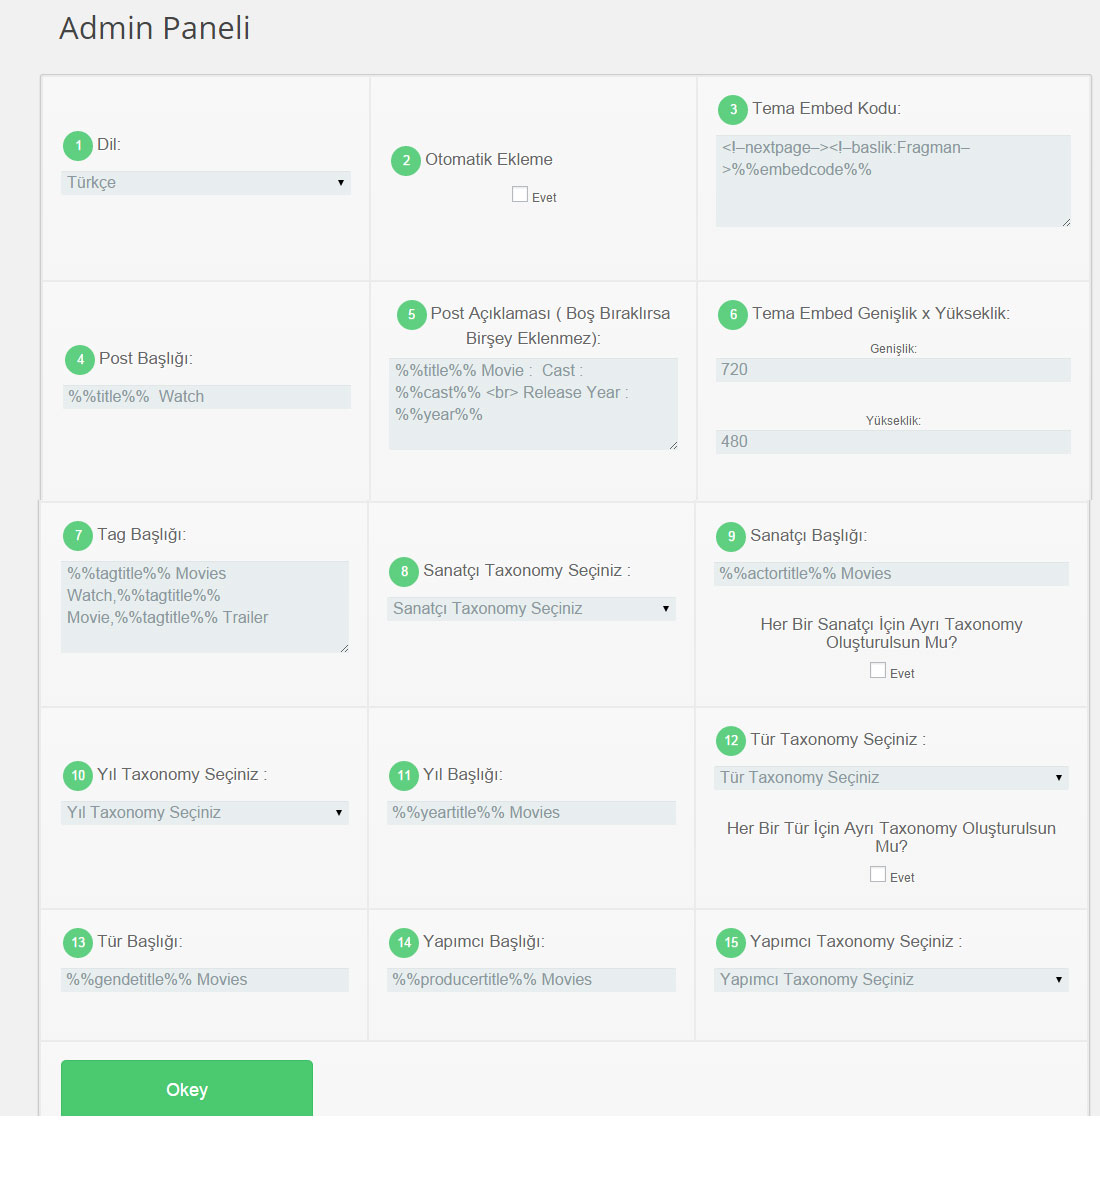 Admin Paneli
1 Dil:
Türkçe
2 Otomatik Ekleme
Evet
3 Tema Embed Kodu:
<!–nextpage–><!–baslik:Fragman–
>%%embedcode%%
4 Post Başlığı:
%%title%%  Watch
5 Post Açıklaması ( Boş Bıraklırsa
Birşey Eklenmez):
%%title%% Movie :  Cast :
%%cast%% <br> Release Year :
%%year%%
6 Tema Embed Genişlik x Yükseklik:
Genişlik:
720
Yükseklik:
480
7 Tag Başlığı:
%%tagtitle%% Movies
Watch,%%tagtitle%%
Movie,%%tagtitle%% Trailer
8 Sanatçı Taxonomy Seçiniz :
Sanatçı Taxonomy Seçiniz
9 Sanatçı Başlığı:
%%actortitle%% Movies
Her Bir Sanatçı İçin Ayrı Taxonomy
Oluşturulsun Mu?
Evet
10 Yıl Taxonomy Seçiniz :
Yıl Taxonomy Seçiniz
11 Yıl Başlığı:
%%yeartitle%% Movies
12 Tür Taxonomy Seçiniz :
Tür Taxonomy Seçiniz
Her Bir Tür İçin Ayrı Taxonomy Oluşturulsun
Mu?
Evet
13 Tür Başlığı:
%%gendetitle%% Movies
14 Yapımcı Başlığı:
%%producertitle%% Movies
15 Yapımcı Taxonomy Seçiniz :
Yapımcı Taxonomy Seçiniz
Okey